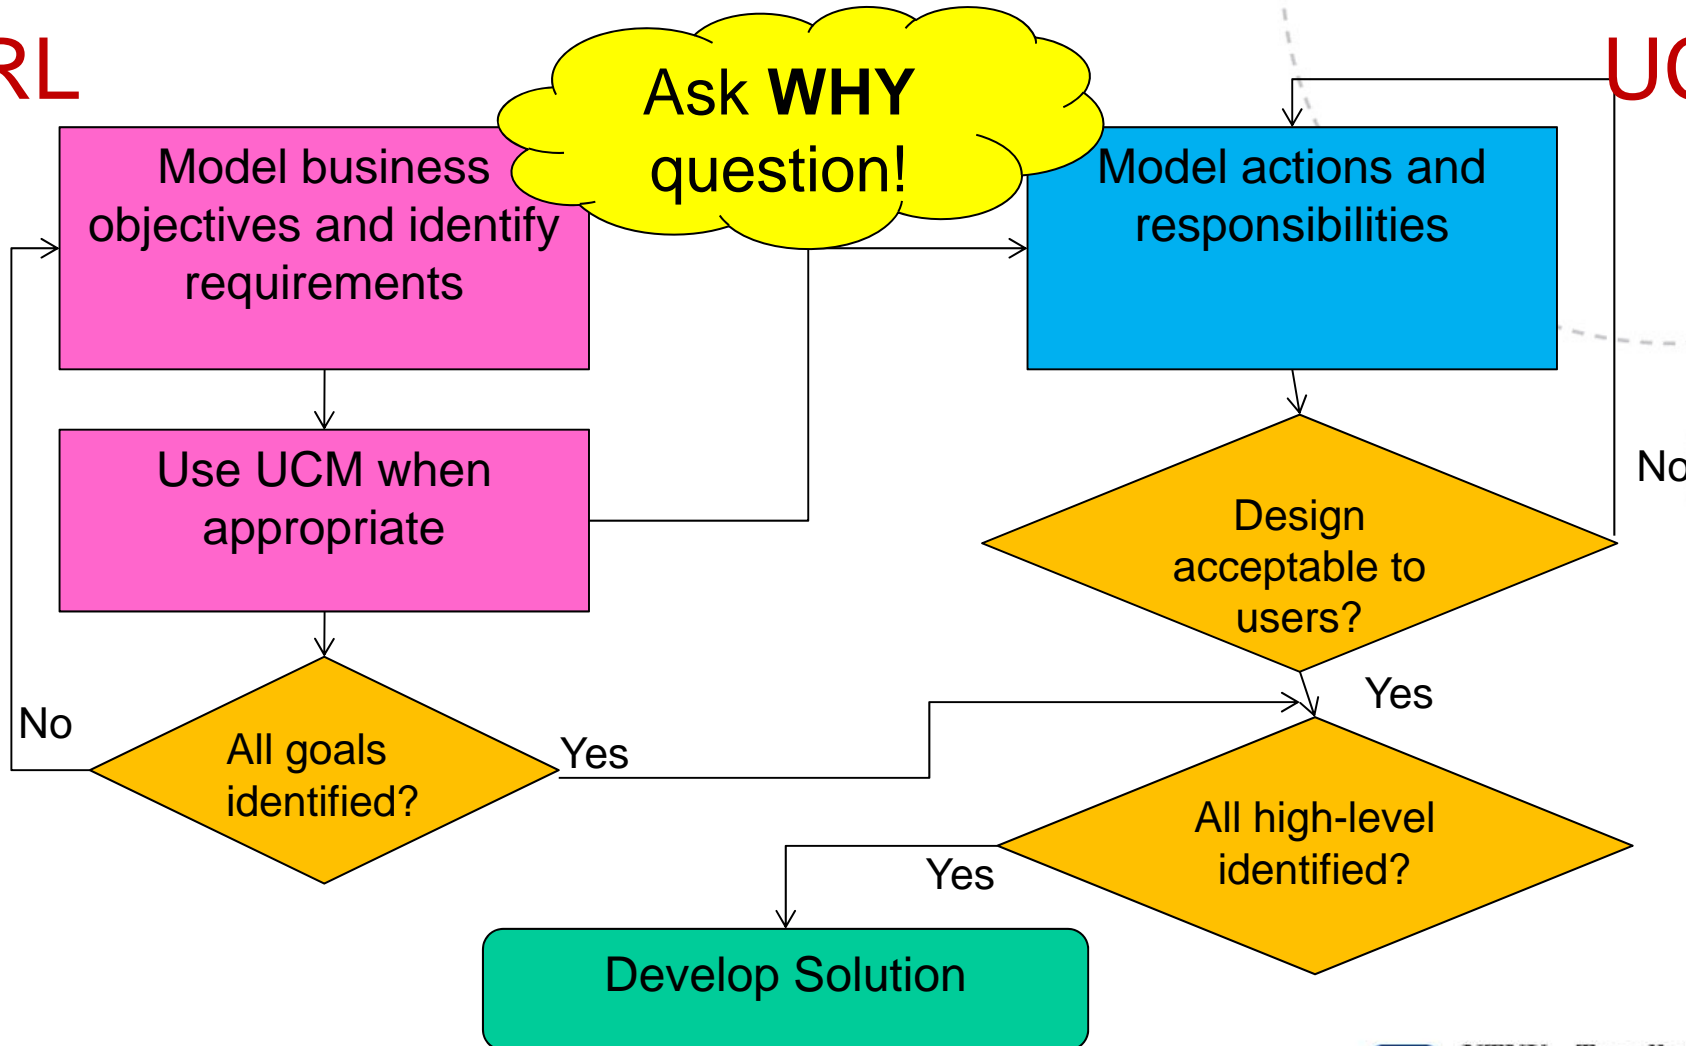 RL
UC
Ask WHY
question!
Model business
objectives and identify
requirements
Model actions and
responsibilities
Use UCM when
appropriate
No
Design
acceptable to
users?
Yes
No
All goals
identified?
Yes
All high-level
identified?
Yes
Develop Solution